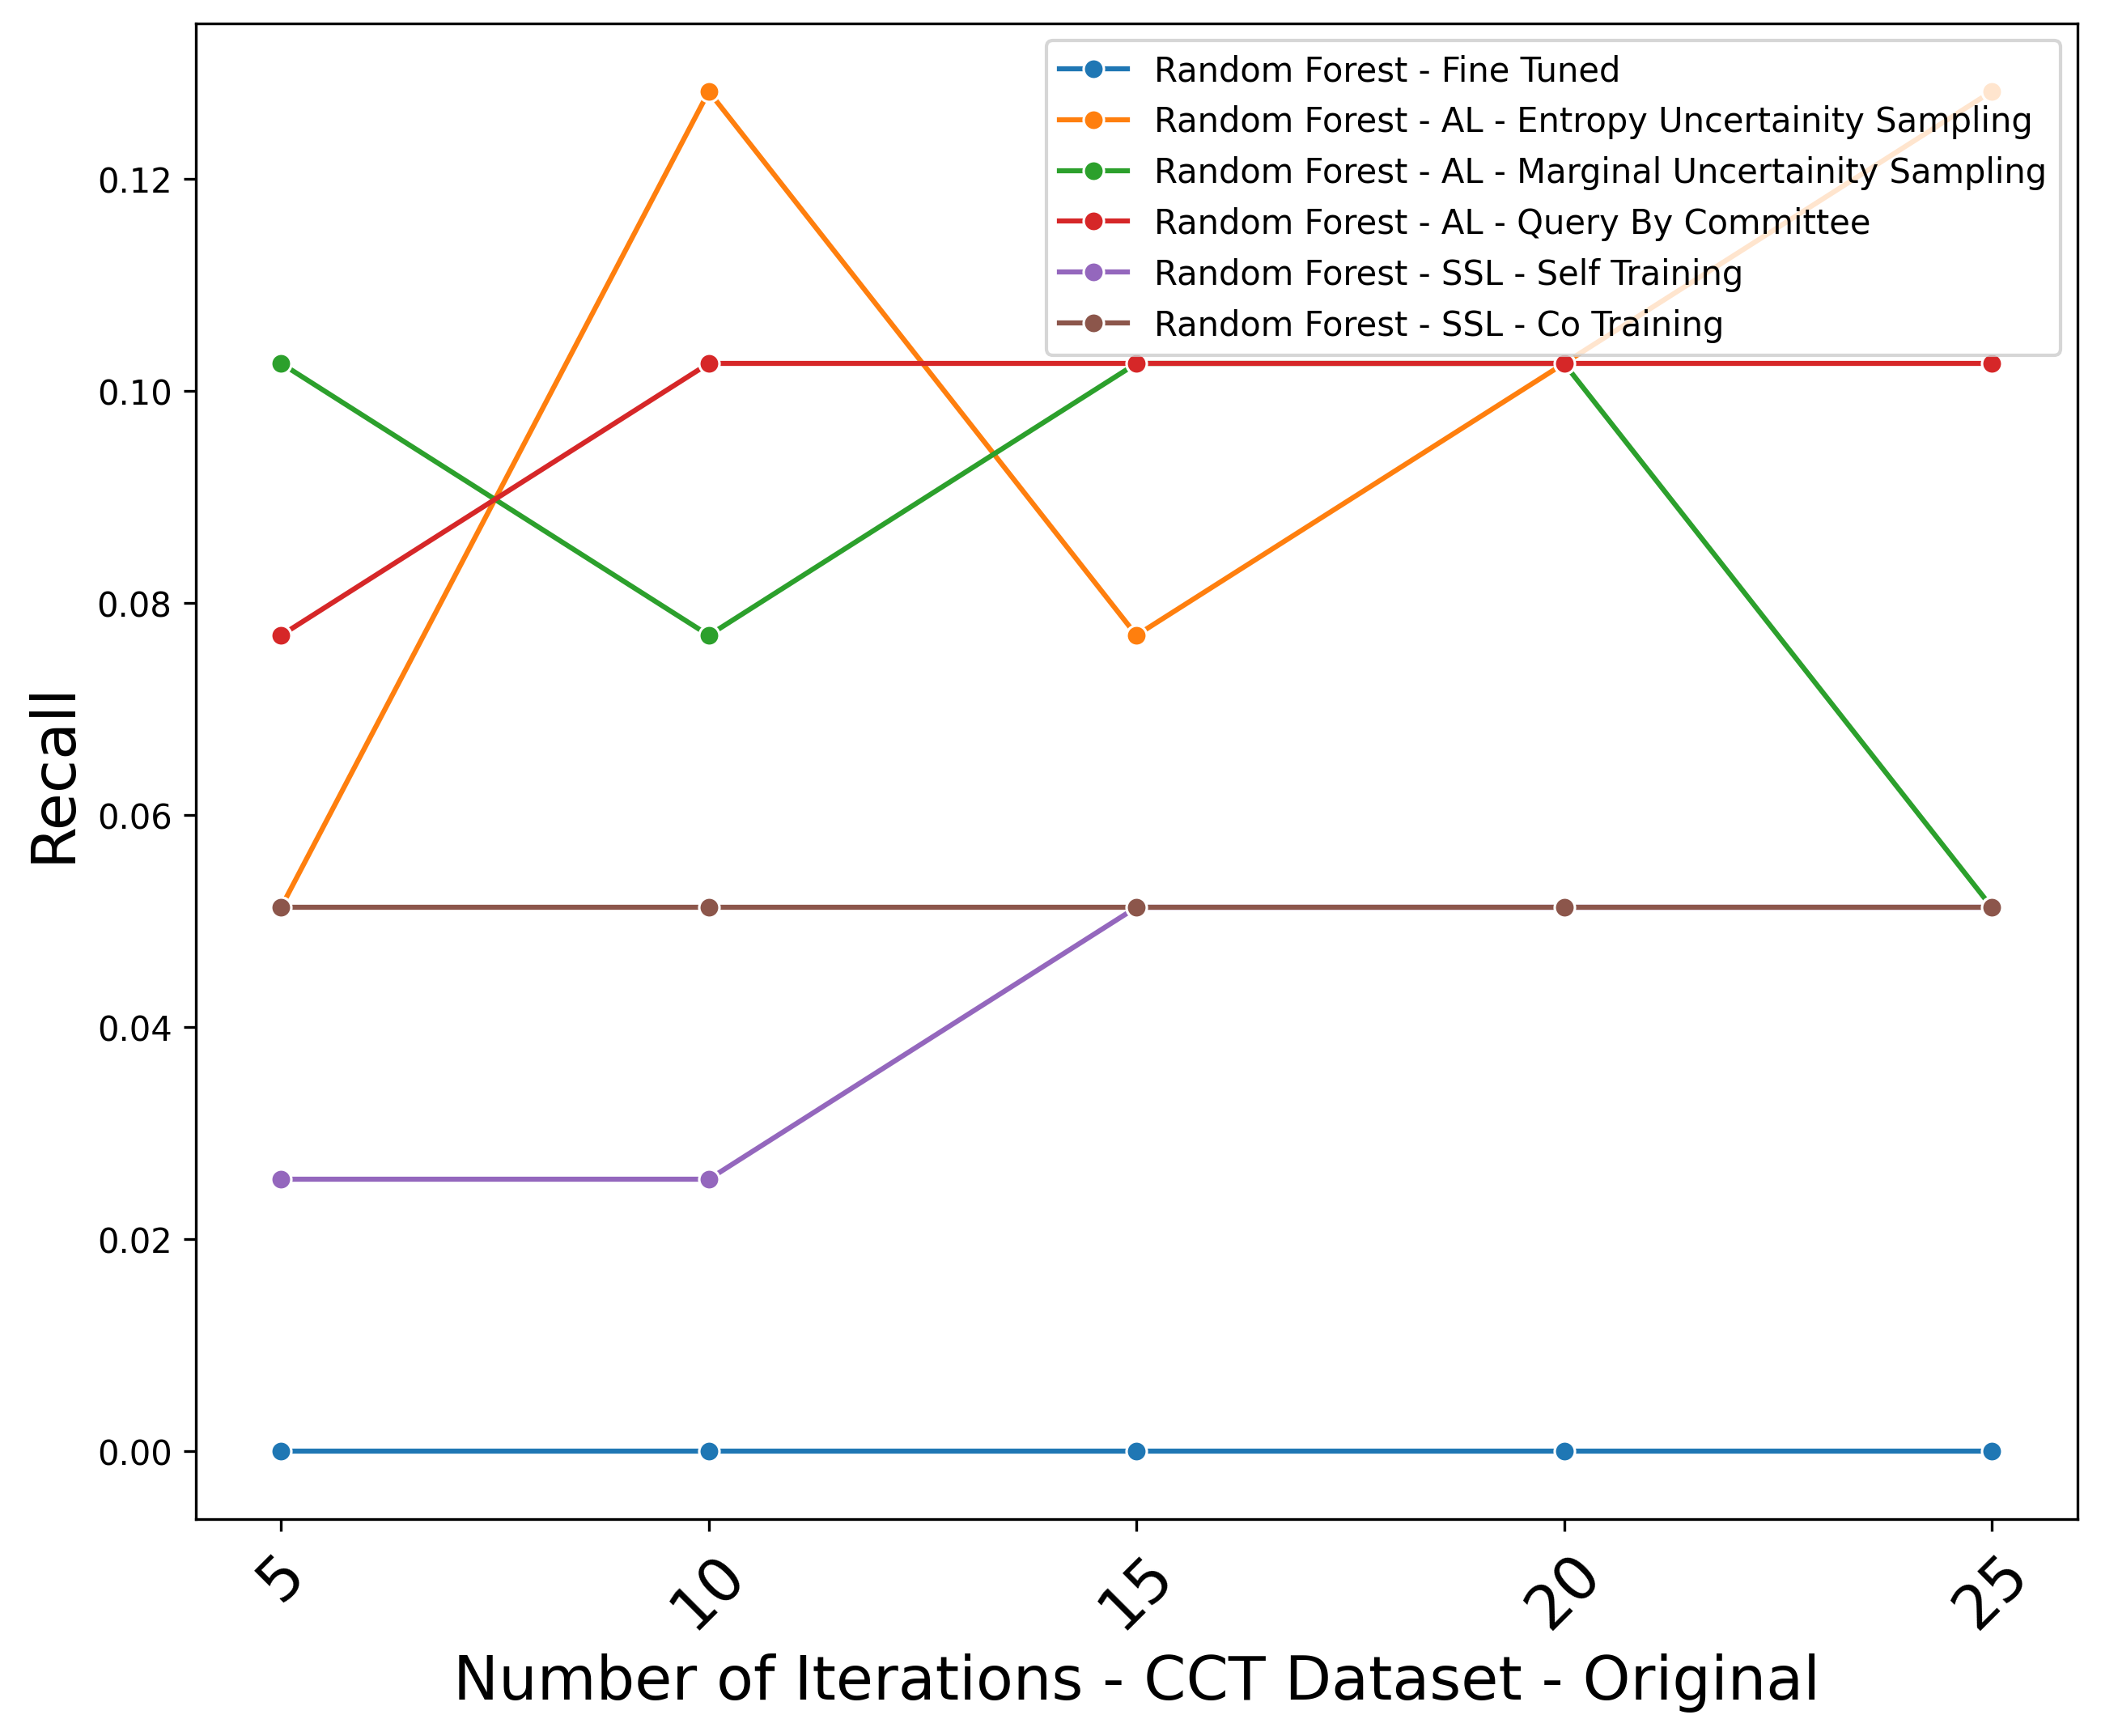 Random Forest - Fine Tuned
Random Forest - AL - Entropy Uncertainity Sampling
Random Forest - AL - Marginal Uncertainity Sampling
Random Forest - AL - Query By Committee
Random Forest - SSL - Self Training
Random Forest - SSL - Co Training
Recall
0.12
0.10
0.08
0.06
0.04
0.02
0.00
5 10 15 20 25
Number of Iterations - CCT Dataset - Original